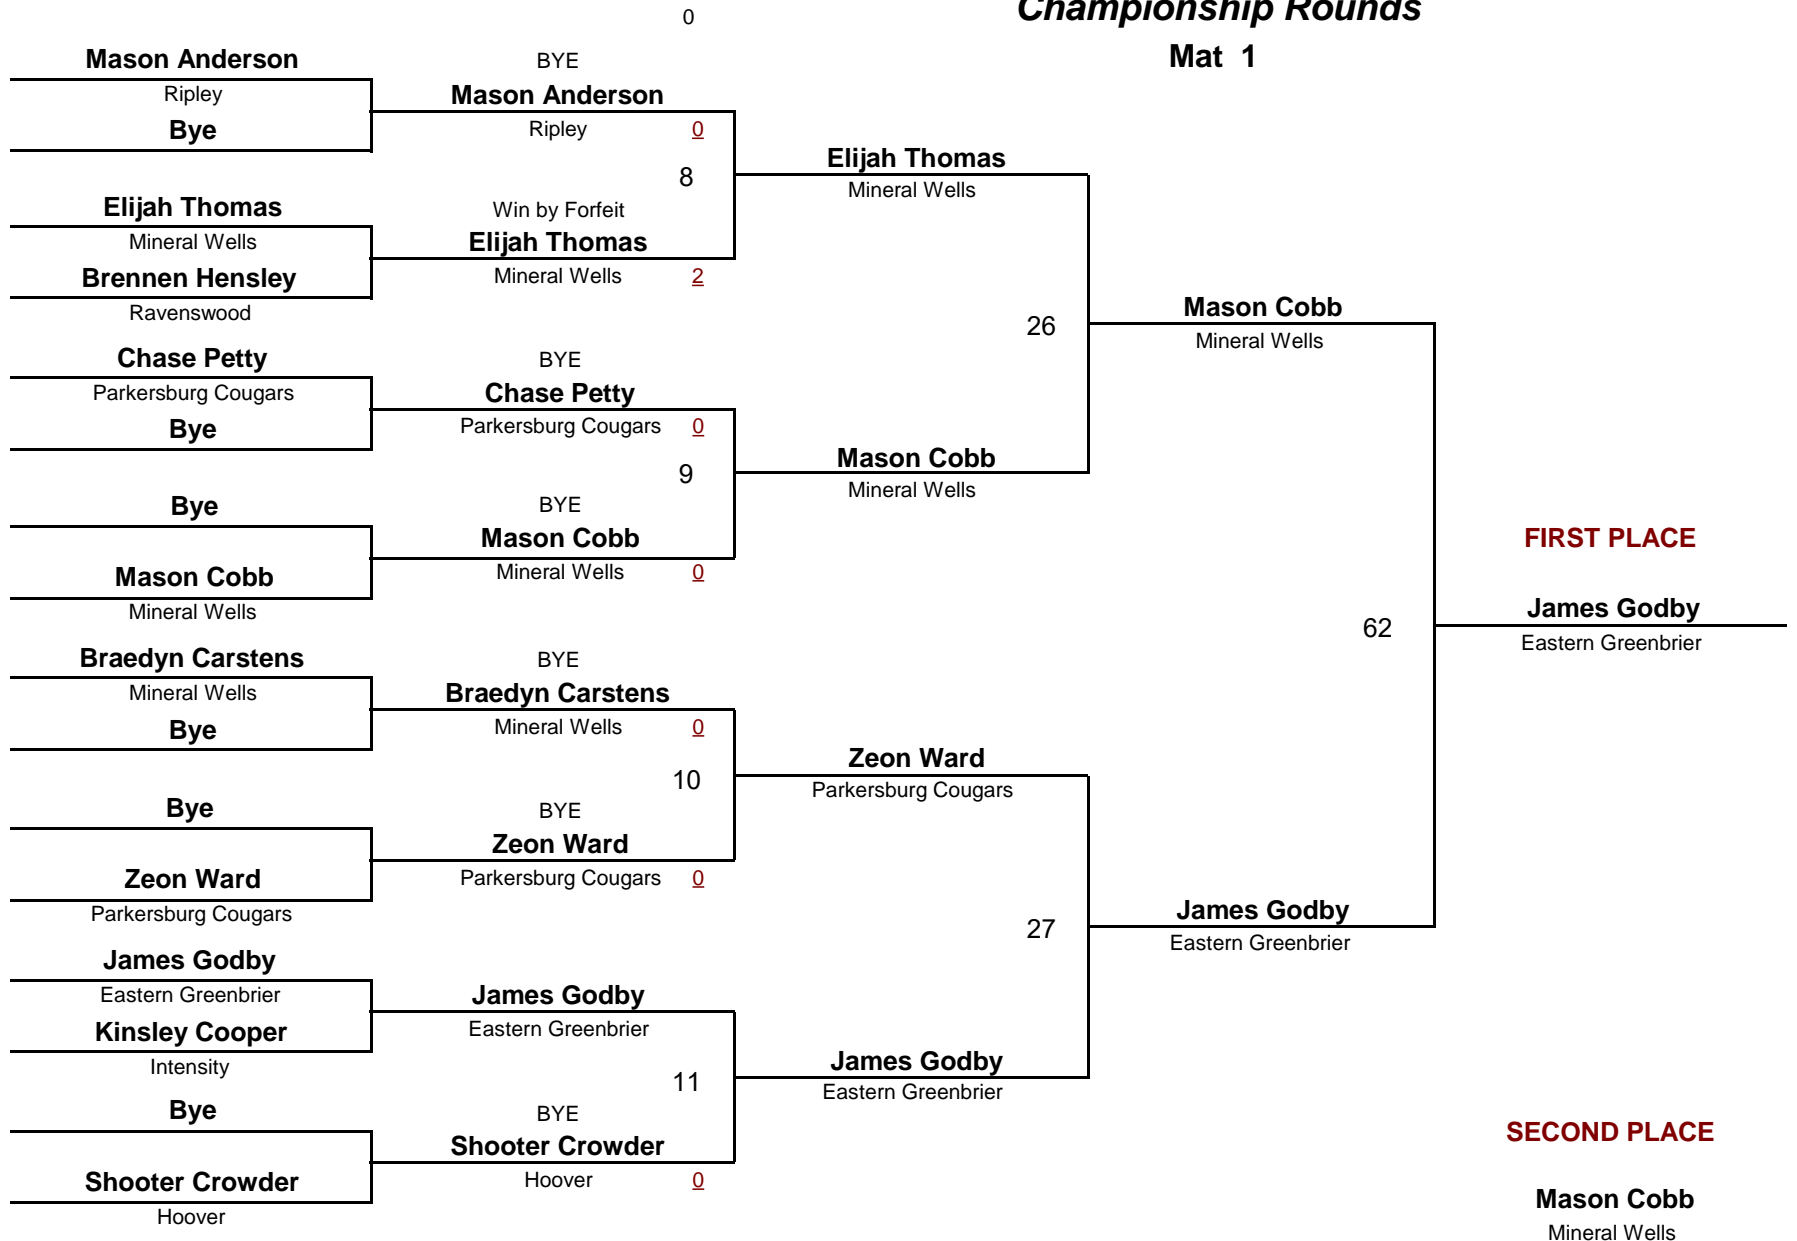 Championship Rounds
0
Mat 1
Mason Anderson
BYE
Ripley
Mason Anderson
Bye
Ripley 0
Elijah Thomas
8
Mineral Wells
Elijah Thomas
Win by Forfeit
Mineral Wells
Elijah Thomas
Brennen Hensley
Mineral Wells 2
Ravenswood
Mason Cobb
26
Mineral Wells
Chase Petty
BYE
Parkersburg Cougars
Chase Petty
Bye
Parkersburg Cougars 0
Mason Cobb
9
Mineral Wells
Bye
BYE
Mason Cobb
FIRST PLACE
Mason Cobb
Mineral Wells 0
Mineral Wells
James Godby
62
Eastern Greenbrier
Braedyn Carstens
BYE
Mineral Wells
Braedyn Carstens
Bye
Mineral Wells 0
Zeon Ward
10
Parkersburg Cougars
Bye
BYE
Zeon Ward
Zeon Ward
Parkersburg Cougars 0
Parkersburg Cougars
James Godby
27
Eastern Greenbrier
James Godby
Eastern Greenbrier
James Godby
Kinsley Cooper
Eastern Greenbrier
Intensity
James Godby
11
Eastern Greenbrier
Bye
BYE
Shooter Crowder
SECOND PLACE
Shooter Crowder
Hoover 0
Hoover
Mason Cobb
Mineral Wells